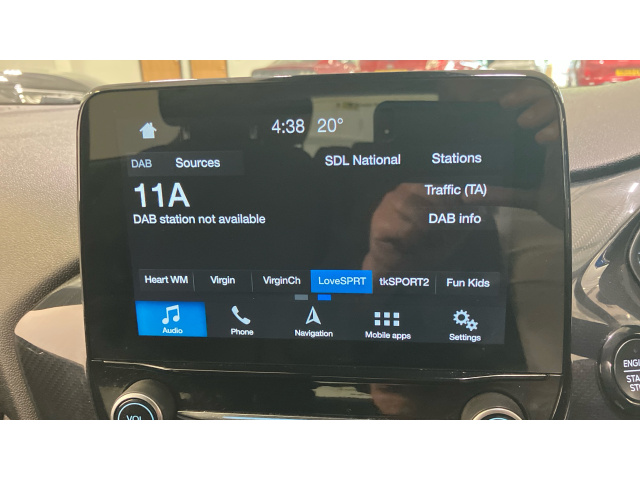 4:38 20°
DAB Sources SDL National Stations
11A Traffic (TA)
DAB station not available DAB info
Heart WM Virgin VirginCh LoveSPRT tkSPORT2 Fun Kids
Audio Phone Navigation Mobile apps Settings
VOL